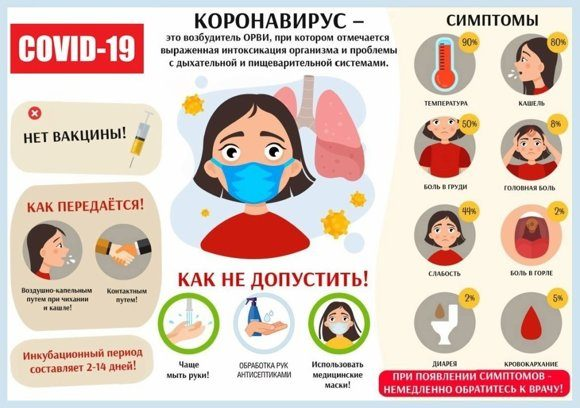 COVID-19
КОРОНАВИРУС –
это возбудитель ОРВИ, при котором отмечается
выраженная интоксикация организма и проблемы
с дыхательной и пищеварительной системами.
НЕТ ВАКЦИНЫ!
КАК ПЕРЕДАЁТСЯ!
Воздушно-капельным
путем при чихании
и кашле!
Контактным
путем!
Инкубационный период
составляет 2-14 дней!
КАК НЕ ДОПУСТИТЬ!
Чаще
мыть руки!
ОБРАБОТКА РУК
АНТИСЕПТИКАМИ
Использовать
медицинские
маски!
СИМПТОМЫ
90%
ТЕМПЕРАТУРА
80%
КАШЕЛЬ
50%
БОЛЬ В ГРУДИ
8%
ГОЛОВНАЯ БОЛЬ
44%
СЛАБОСТЬ
2%
БОЛЬ В ГОРЛЕ
2%
ДИАРЕЯ
5%
КРОВОХАРКАНИЕ
ПРИ ПОЯВЛЕНИИ СИМПТОМОВ -
НЕМЕДЛЕННО ОБРАТИТЕСЬ К ВРАЧУ!